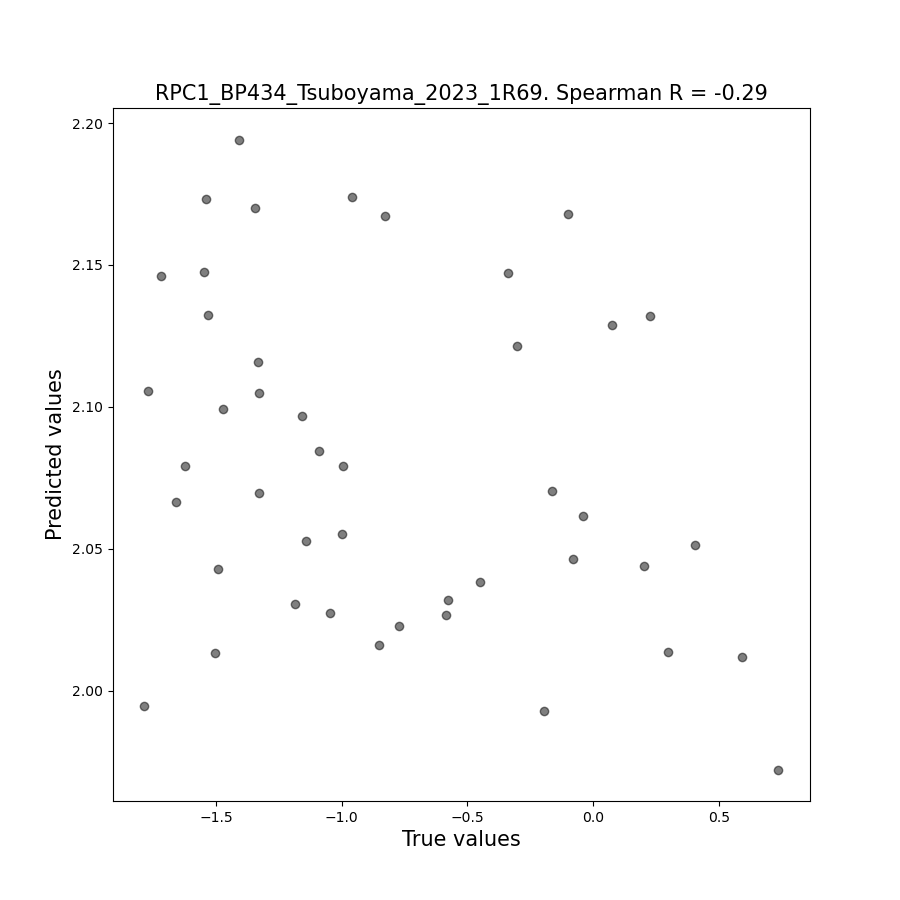 RPC1_BP434_Tsuboyama_2023_1R69. Spearman R = -0.29
2.20
2.15
2.10
2.05
2.00
Predicted values
−1.5 −1.0 −0.5 0.0 0.5
True values